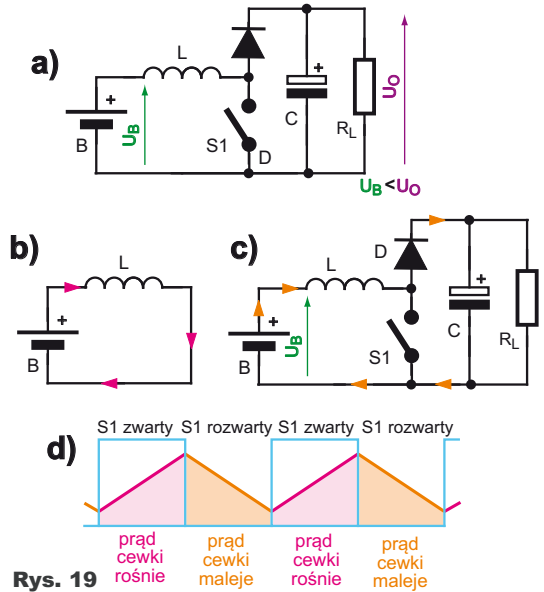 a)
L
+
B
U_B
S1
D
+
C
R_L
U_O
U_B<U_O
b)
L
+
B
c)
L
D
+
B
U_B
S1
+
C
R_L
d)
S1 zwarty S1 rozwarty S1 zwarty S1 rozwarty
prąd cewki rośnie
prąd cewki maleje
prąd cewki rośnie
prąd cewki maleje
Rys. 19